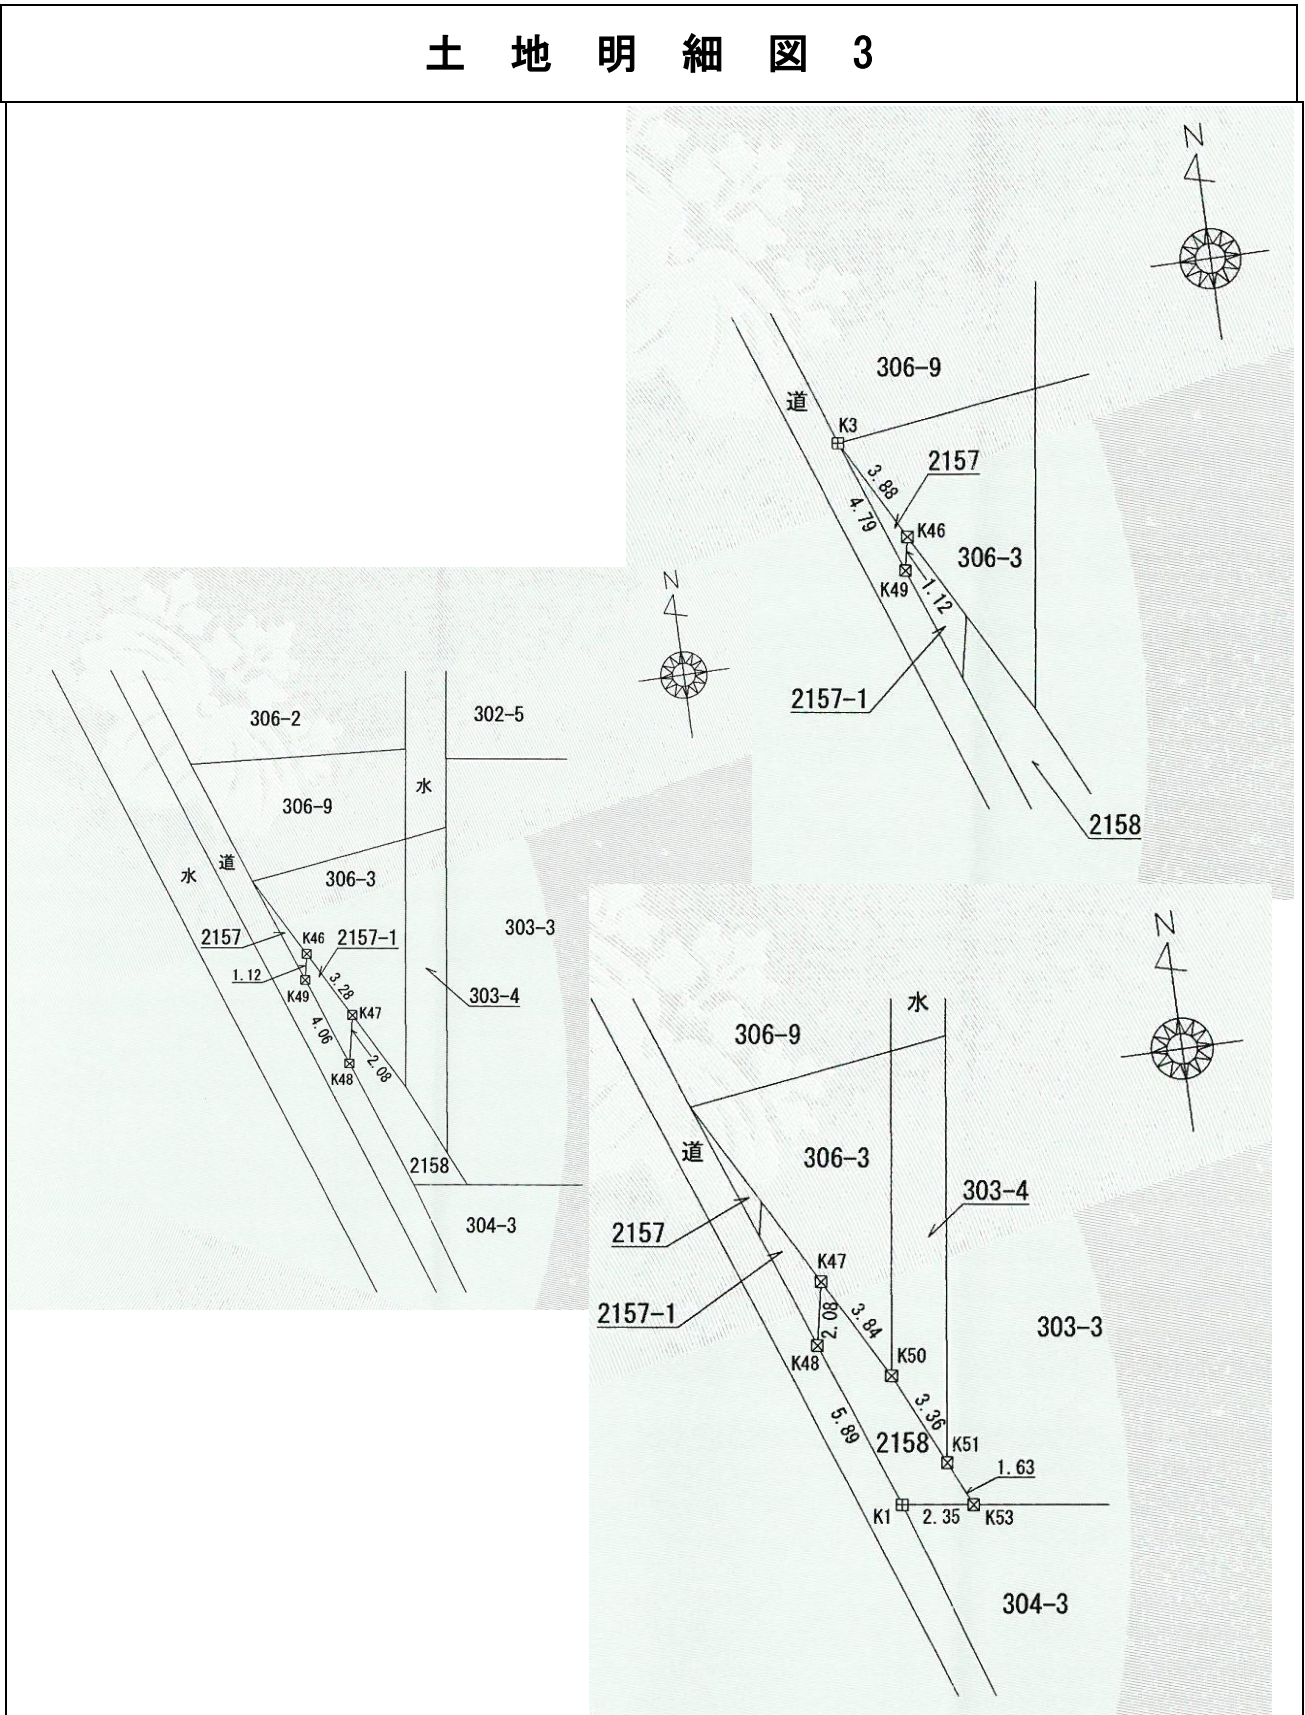 土 地 明 細 図 3
N
306-9
道
K3
3.88
2157
4.79
K46
306-3
K49
1.12
2157-1
2158
N
306-2
302-5
水
306-9
水
道
306-3
303-3
2157
K46
2157-1
1.12
3.28
K49
303-4
K47
4.06
2.08
K48
2158
304-3
N
水
306-9
道
306-3
303-4
2157
K47
2157-1
2.08
3.84
303-3
K48
K50
5.89
3.36
2158
K51
1.63
K1
2.35
K53
304-3